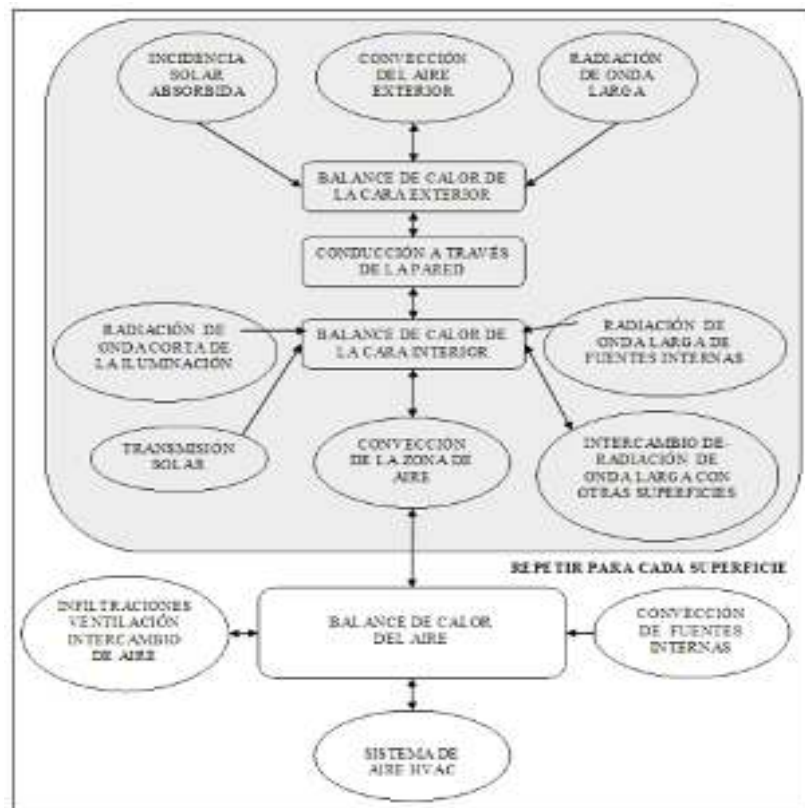 INCIDENCIA
SOLAR
ABSORBIDA
CONVECCIÓN
DEL AIRE
EXTERIOR
RADIACIÓN
DE ONDA
LARGA
BALANCE DE CALOR DE
LA CARA EXTERIOR
CONDUCCIÓN A TRAVÉS
DE LA PARED
RADIACIÓN DE
ONDA CORTA DE
LA ILUMINACIÓN
BALANCE DE CALOR DE
LA CARA INTERIOR
RADIACIÓN DE
ONDA LARGA DE
FUENTES INTERNAS
TRANSMISIÓN
SOLAR
CONVECCIÓN
DE LA ZONA DE
AIRE
INTERCAMBIO DE-
RADIACIÓN DE
ONDA LARGA CON
OTRAS SUPERFICIES
REPETIR PARA CADA SUPERFICIE
INFILTRACIONES
VENTILACIÓN
INTERCAMBIO
DE AIRE
BALANCE DE CALOR
DEL AIRE
CONVECCIÓN
DE FUENTES
INTERNAS
SISTEMA DE
AIRE HVAC